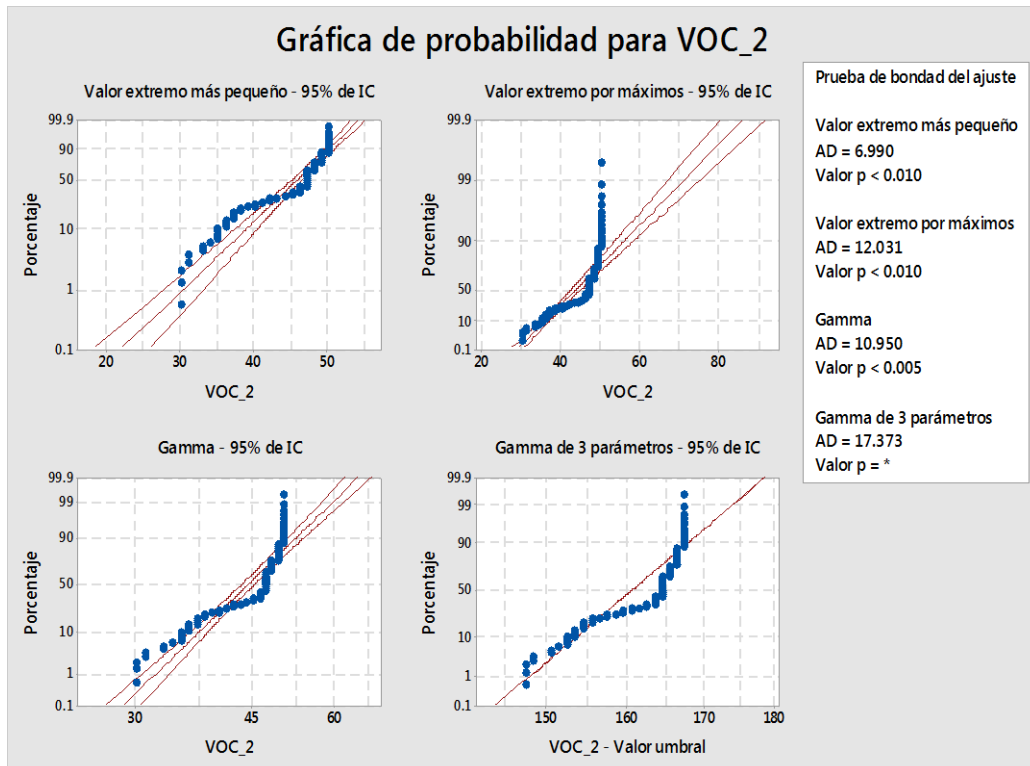 Gráfica de probabilidad para VOC_2
Valor extremo más pequeño - 95% de IC
99.9
90
50
10
1
0.1
Porcentaje
20 30 40 50
VOC_2
Valor extremo por máximos - 95% de IC
99.9
99
90
50
10
0.1
Porcentaje
20 40 60 80
VOC_2
Gamma - 95% de IC
99.9
99
90
50
10
1
0.1
Porcentaje
30 45 60
VOC_2
Gamma de 3 parámetros - 95% de IC
99.9
99
90
50
10
1
0.1
Porcentaje
150 160 170 180
VOC_2 - Valor umbral
Prueba de bondad del ajuste
Valor extremo más pequeño
AD = 6.990
Valor p < 0.010
Valor extremo por máximos
AD = 12.031
Valor p < 0.010
Gamma
AD = 10.950
Valor p < 0.005
Gamma de 3 parámetros
AD = 17.373
Valor p = *